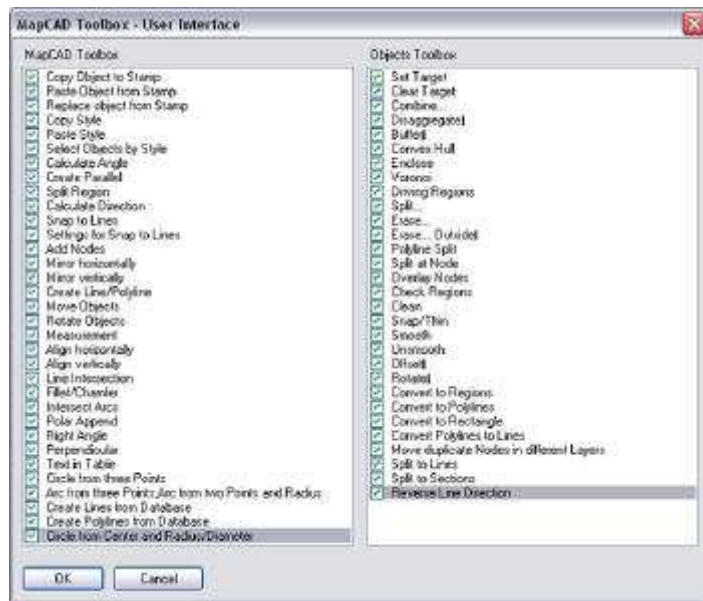 MapCAD Toolbox - User Interface
MapCAD Toolbox
Copy Object to Stamp
Paste Object from Stamp
Replace object from Stamp
Copy Style
Paste Style
Select Objects by Style
Calculate Angle
Create Parallel
Split Region
Calculate Direction
Snap to Lines
Settings for Snap to Lines
Add Nodes
Mirror horizontally
Mirror vertically
Create Line/Polyline
Move Objects
Rotate Objects
Measurement
Align horizontally
Align vertically
Line Intersection
Fillet/Chamfer
Intersect Arcs
Polar Append
Right Angle
Perpendicular
Text in Table
Circle from three Points
Arc from three Points,Arc from two Points and Radius
Create Lines from Database
Create Polylines from Database
Circle from Center and Radius/Diameter
Objects Toolbox
Set Target
Clear Target
Combine...
Disaggregate
Buffer
Convex Hull
Enclose
Voronoi
Driving Regions
Split...
Erase...
Erase... Outside
Polyline Split
Split at Node
Overlay Nodes
Check Regions
Clean
Snap/Thin
Smooth
Unsmooth
Offset
Rotate
Convert to Regions
Convert to Polylines
Convert to Rectangle
Convert Polylines to Lines
Move duplicate Nodes in different Layers
Split to Lines
Split to Sections
Reverse Line Direction
OK
Cancel